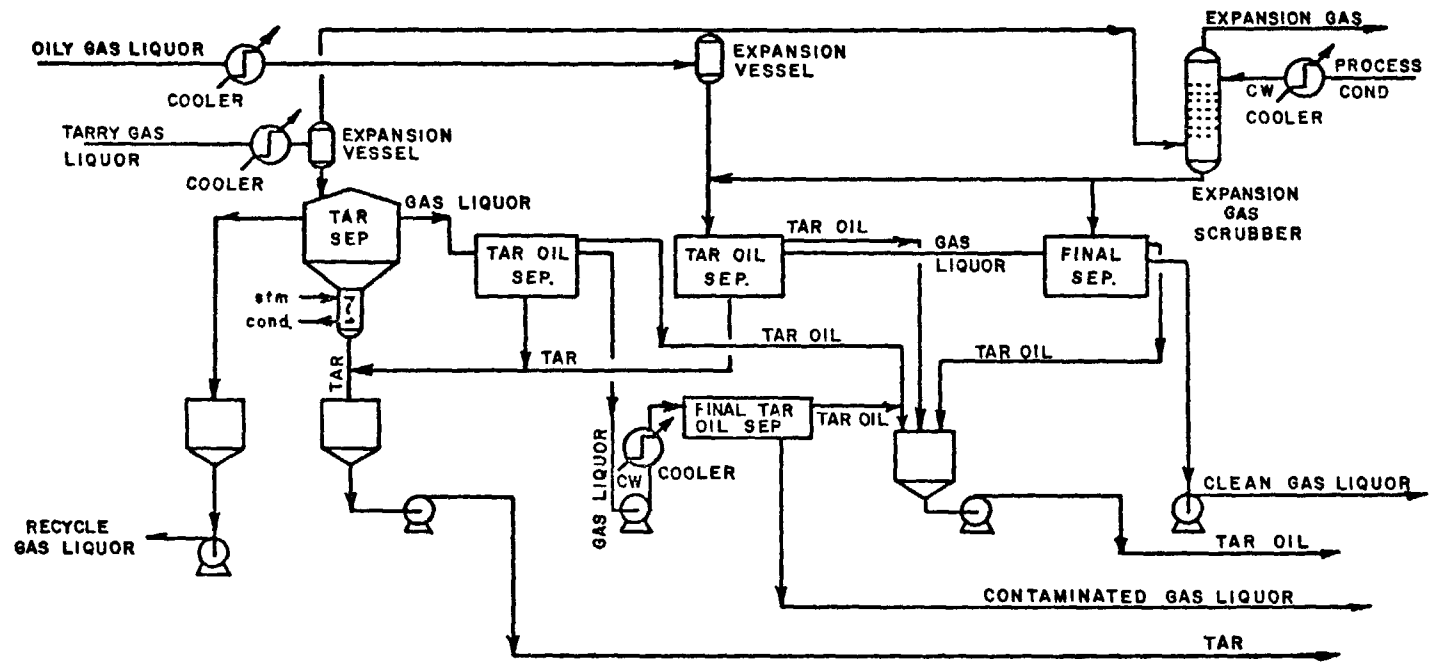 EXPANSION GAS
OILY GAS LIQUOR
EXPANSION
VESSEL
PROCESS
COND
CW
COOLER
COOLER
TARRY GAS
LIQUOR
EXPANSION
VESSEL
COOLER
EXPANSION
GAS
SCRUBBER
GAS LIQUOR
TAR
SEP
TAR OIL
SEP.
TAR OIL
SEP.
TAR OIL
GAS
LIQUOR
FINAL
SEP.
stm
cond.
TAR OIL
TAR OIL
TAR
TAR
FINAL TAR
OIL SEP
TAR OIL
GAS LIQUOR
CW
COOLER
CLEAN GAS LIQUOR
RECYCLE
GAS LIQUOR
TAR OIL
CONTAMINATED GAS LIQUOR
TAR